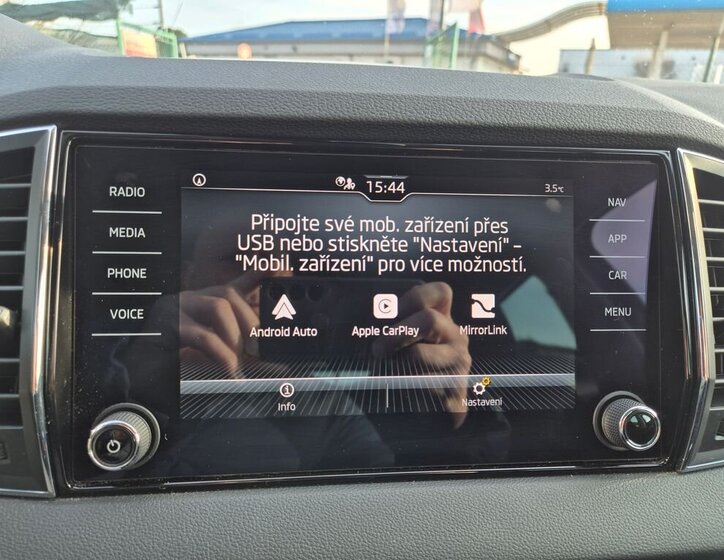 15:44
3.5°C
RADIO
MEDIA
PHONE
VOICE
Připojte své mob. zařízení přes
USB nebo stiskněte "Nastavení" –
"Mobil. zařízení" pro více možností.
Android Auto
Apple CarPlay
MirrorLink
Info
Nastavení
NAV
APP
CAR
MENU